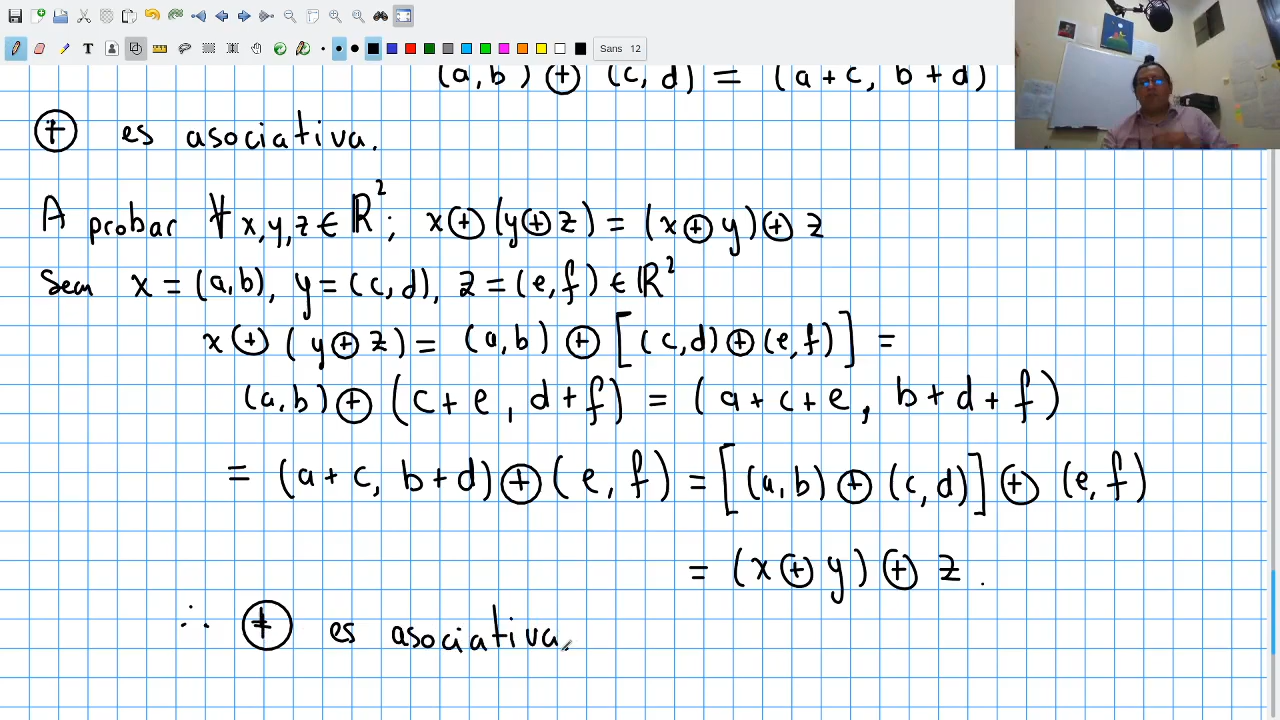 Sans 12
(a,b) ⊕ (c,d) = (a+c, b+d)
⊕ es asociativa.
A probar ∀ x,y,z ∈ ℝ²; x⊕(y⊕z) = (x⊕y)⊕z
Sean x = (a,b), y = (c,d), z = (e,f) ∈ ℝ²
x ⊕ (y⊕z) = (a,b) ⊕ [(c,d)⊕(e,f)] =
(a,b) ⊕ (c+e, d+f) = (a+c+e, b+d+f)
= (a+c, b+d)⊕(e,f) = [(a,b)⊕(c,d)] ⊕ (e,f)
= (x⊕y) ⊕ z.
∴ ⊕ es asociativa.